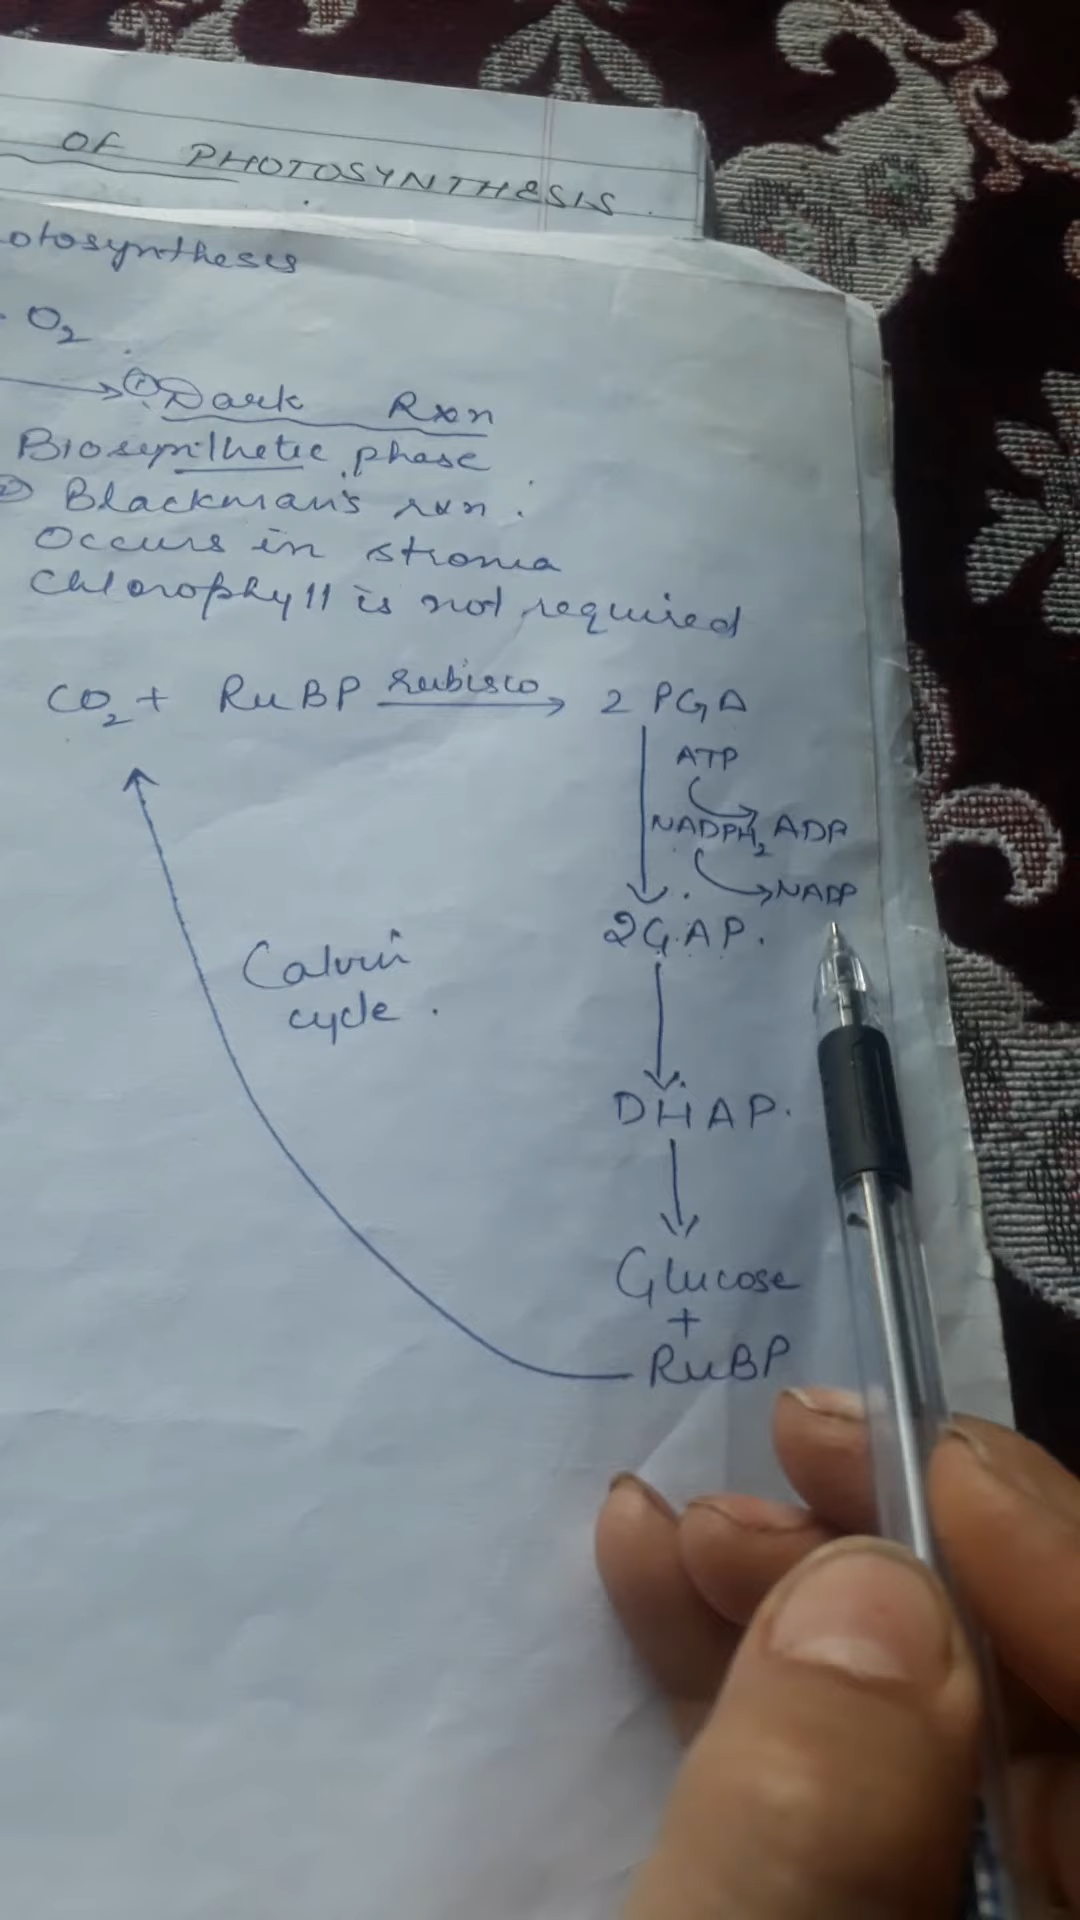 OF PHOTOSYNTHESIS.
otosynthesis
O2
① Dark Rxn
Biosynthetic phase
② Blackman's rxn.
Occurs in stroma
Chlorophyll is not required
CO2 + RuBP rubisco → 2 PGA
ATP
NADPH2 ADP
NADP
2GAP.
Calvin
cycle.
DHAP.
Glucose
+
RuBP